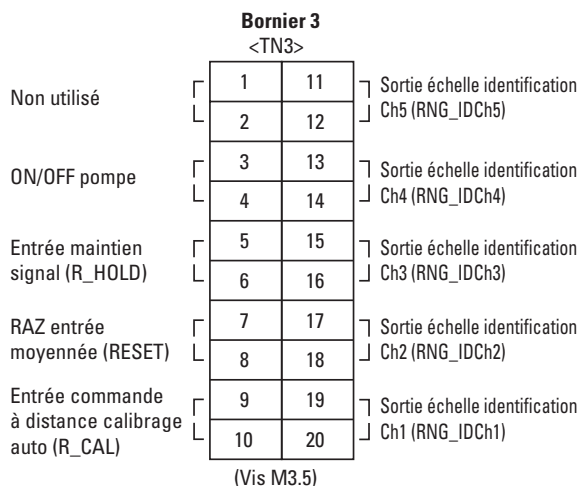 Bornier 3
<TN3>
Non utilisé
1 11
2 12
Sortie échelle identification
Ch5 (RNG_IDCh5)
ON/OFF pompe
3 13
4 14
Sortie échelle identification
Ch4 (RNG_IDCh4)
Entrée maintien
signal (R_HOLD)
5 15
6 16
Sortie échelle identification
Ch3 (RNG_IDCh3)
RAZ entrée
moyennée (RESET)
7 17
8 18
Sortie échelle identification
Ch2 (RNG_IDCh2)
Entrée commande
à distance calibrage
auto (R_CAL)
9 19
10 20
Sortie échelle identification
Ch1 (RNG_IDCh1)
(Vis M3.5)